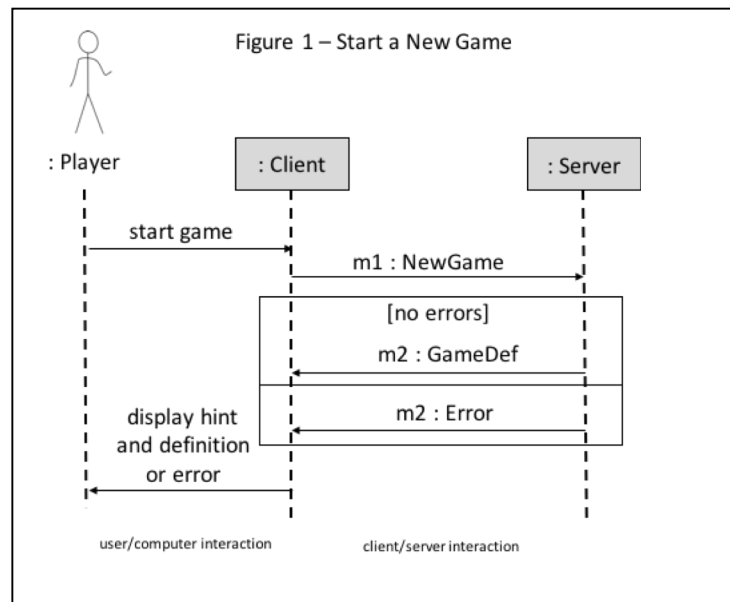 Figure 1 – Start a New Game
: Player
: Client
: Server
start game
m1 : NewGame
[no errors]
m2 : GameDef
m2 : Error
display hint
and definition
or error
user/computer interaction
client/server interaction